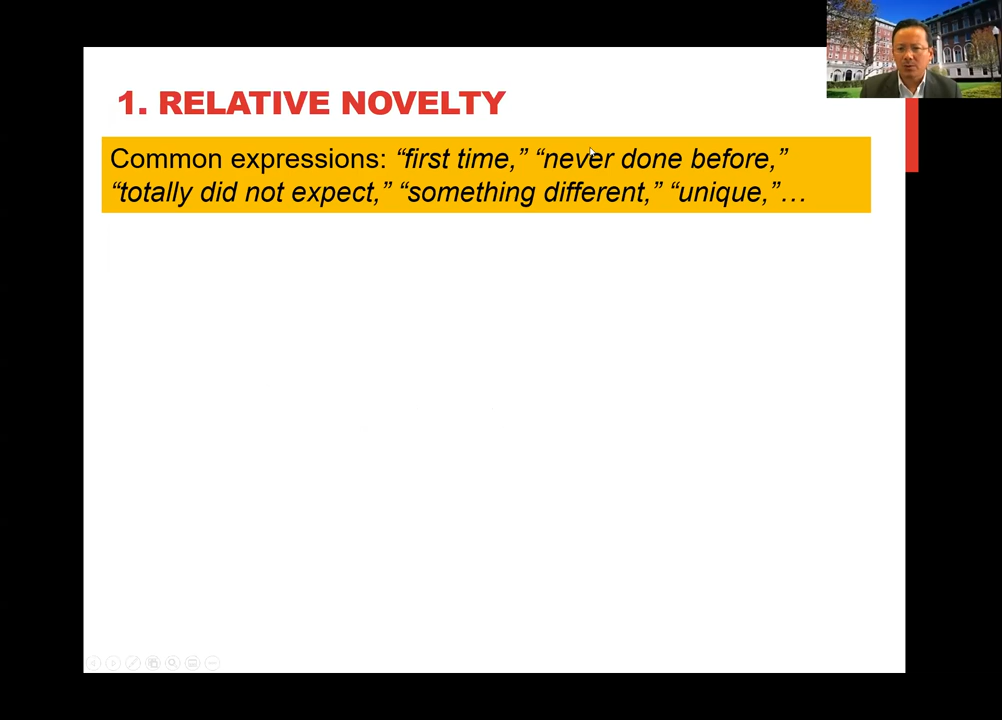 1. RELATIVE NOVELTY
Common expressions: “first time,” “never done before,”
“totally did not expect,” “something different,” “unique,”…